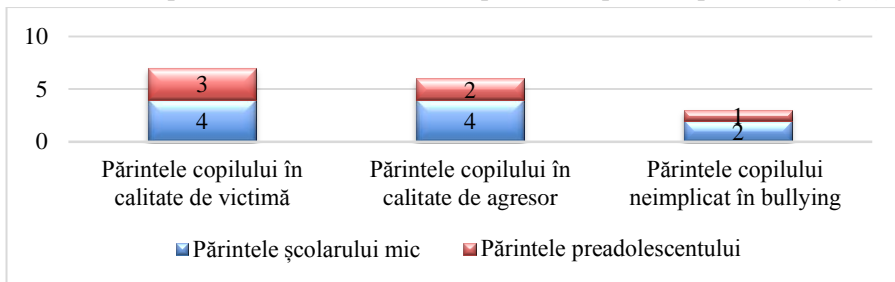 10
5
0
3
4
2
4
1
2
Părintele copilului în
calitate de victimă
Părintele copilului în
calitate de agresor
Părintele copilului
neimplicat în bullying
Părintele școlarului mic
Părintele preadolescentului